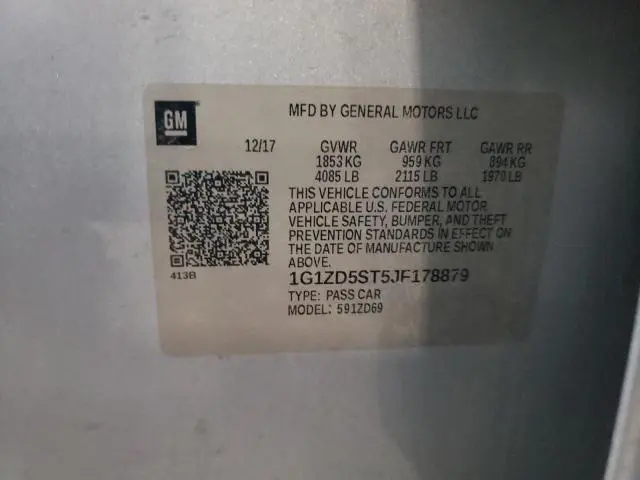 GM
MFD BY GENERAL MOTORS LLC
12/17 GVWR GAWR FRT GAWR RR
1853 KG 959 KG 894 KG
4085 LB 2115 LB 1970 LB
THIS VEHICLE CONFORMS TO ALL
APPLICABLE U.S. FEDERAL MOTOR
VEHICLE SAFETY, BUMPER, AND THEFT
PREVENTION STANDARDS IN EFFECT ON
THE DATE OF MANUFACTURE SHOWN
ABOVE.
413B
1G1ZD5ST5JF178879
TYPE: PASS CAR
MODEL: 591ZD69